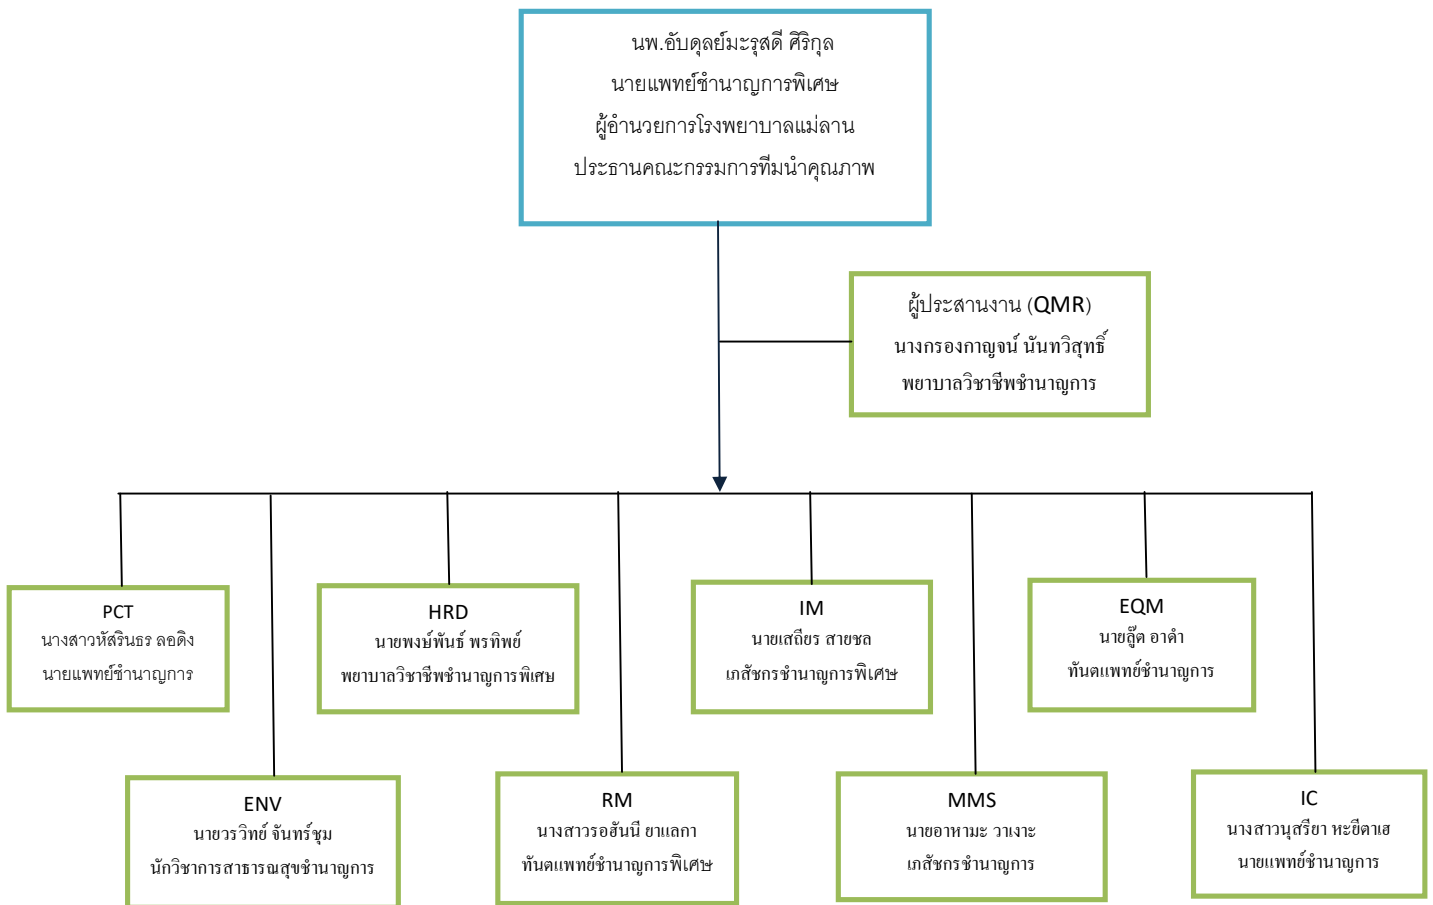 นพ.อับดุลย์มะรุสดี ศิริกุล
นายแพทย์ชำนาญการพิเศษ
ผู้อำนวยการโรงพยาบาลแม่ลาน
ประธานคณะกรรมการทีมนำคุณภาพ
ผู้ประสานงาน (QMR)
นางกรองกาญจน์ นันทวิสุทธิ์
พยาบาลวิชาชีพชำนาญการ
PCT
นางสาวหัสรินธร ลอดิง
นายแพทย์ชำนาญการ
HRD
นายพงษ์พันธ์ พรทิพย์
พยาบาลวิชาชีพชำนาญการพิเศษ
IM
นายเสถียร สายชล
เภสัชกรชำนาญการพิเศษ
EQM
นายลู๊ต อาดำ
ทันตแพทย์ชำนาญการ
ENV
นายวรวิทย์ จันทร์ชุม
นักวิชาการสาธารณสุขชำนาญการ
RM
นางสาวรอฮันนี ยาแลกา
ทันตแพทย์ชำนาญการพิเศษ
MMS
นายอาหามะ วาเงาะ
เภสัชกรชำนาญการ
IC
นางสาวนุสรียา หะยีตาเฮ
นายแพทย์ชำนาญการ